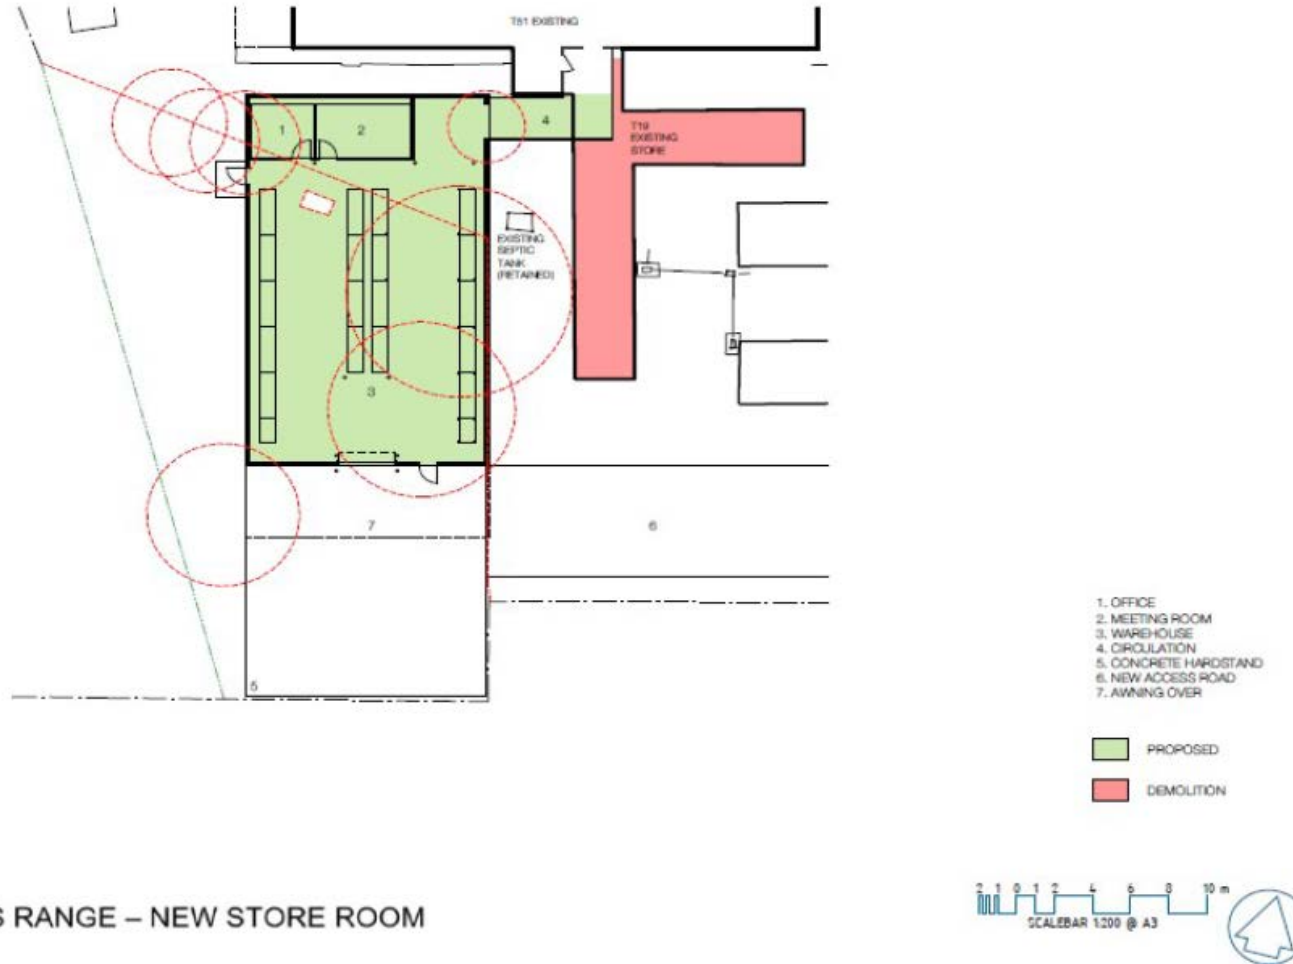 T51 EXISTING
1
2
4
T19
EXISTING
STORE
EXISTING
SEPTIC
TANK
(RETAINED)
3
7
6
5
1. OFFICE
2. MEETING ROOM
3. WAREHOUSE
4. CIRCULATION
5. CONCRETE HARDSTAND
6. NEW ACCESS ROAD
7. AWNING OVER
PROPOSED
DEMOLITION
2 1 0 1 2 4 6 8 10 m
SCALEBAR 1:200 @ A3
S RANGE – NEW STORE ROOM